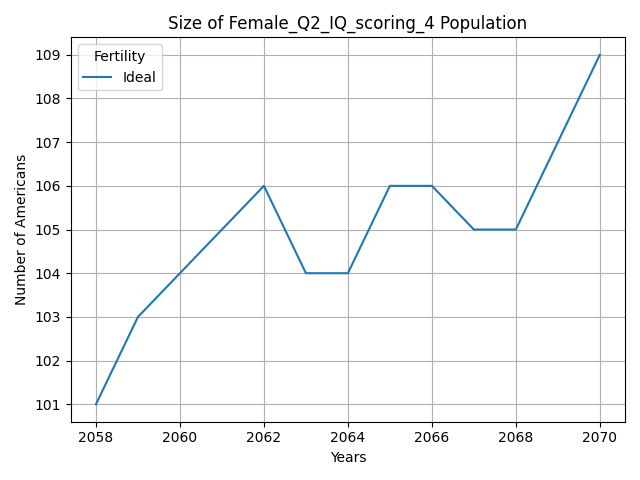 Size of Female_Q2_IQ_scoring_4 Population
Fertility
Ideal
Number of Americans
109
108
107
106
105
104
103
102
101
2058 2060 2062 2064 2066 2068 2070
Years